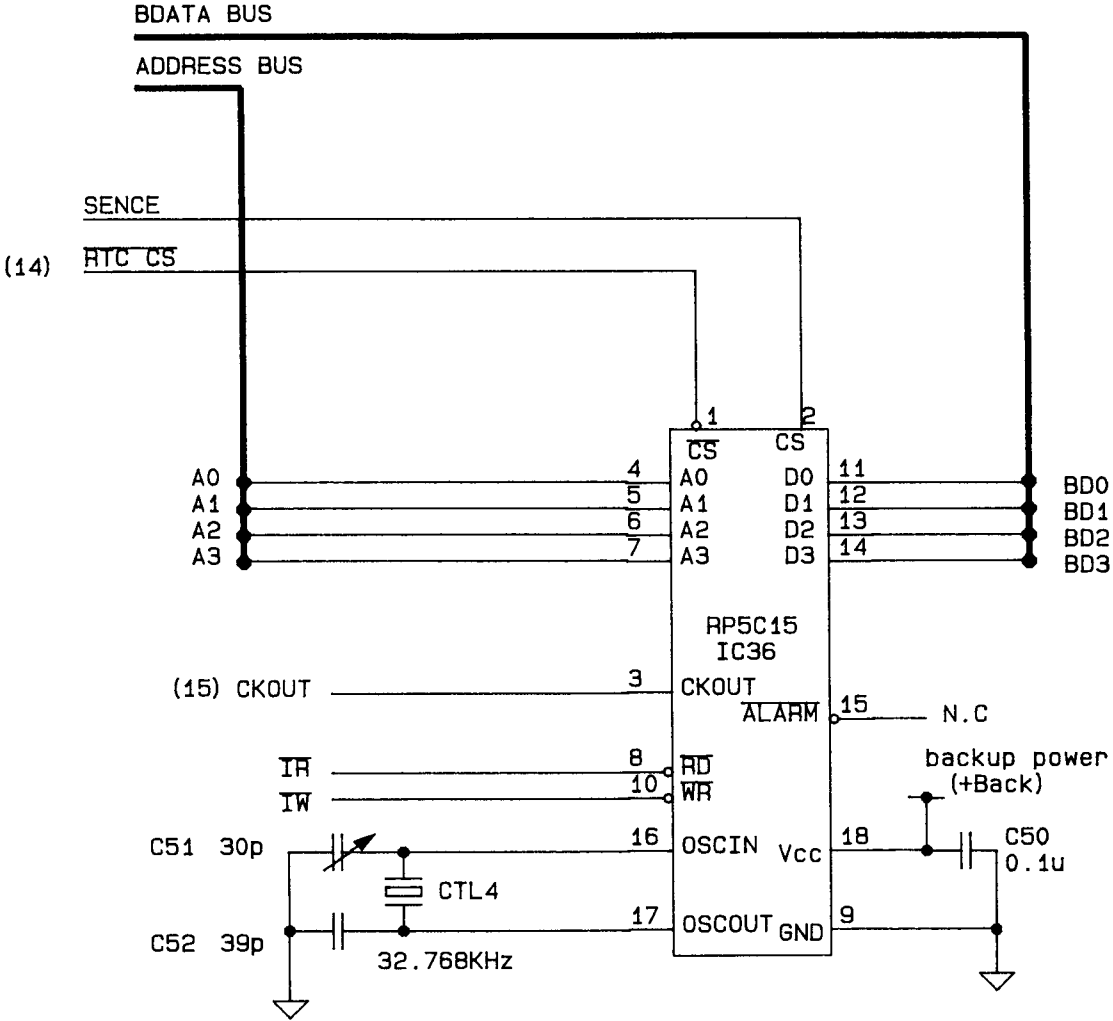 BDATA BUS
ADDRESS BUS
SENCE
(14) RTC CS
1 2
CS CS
A0 4 A0 D0 11 BD0
A1 5 A1 D1 12 BD1
A2 6 A2 D2 13 BD2
A3 7 A3 D3 14 BD3
RP5C15
IC36
(15) CKOUT 3 CKOUT
ALARM 15 N.C
backup power
(+Back)
IR 8 RD
IW 10 WR
C51 30p 16 OSCIN Vcc 18 C50
0.1u
CTL4
C52 39p 17 OSCOUT GND 9
32.768KHz